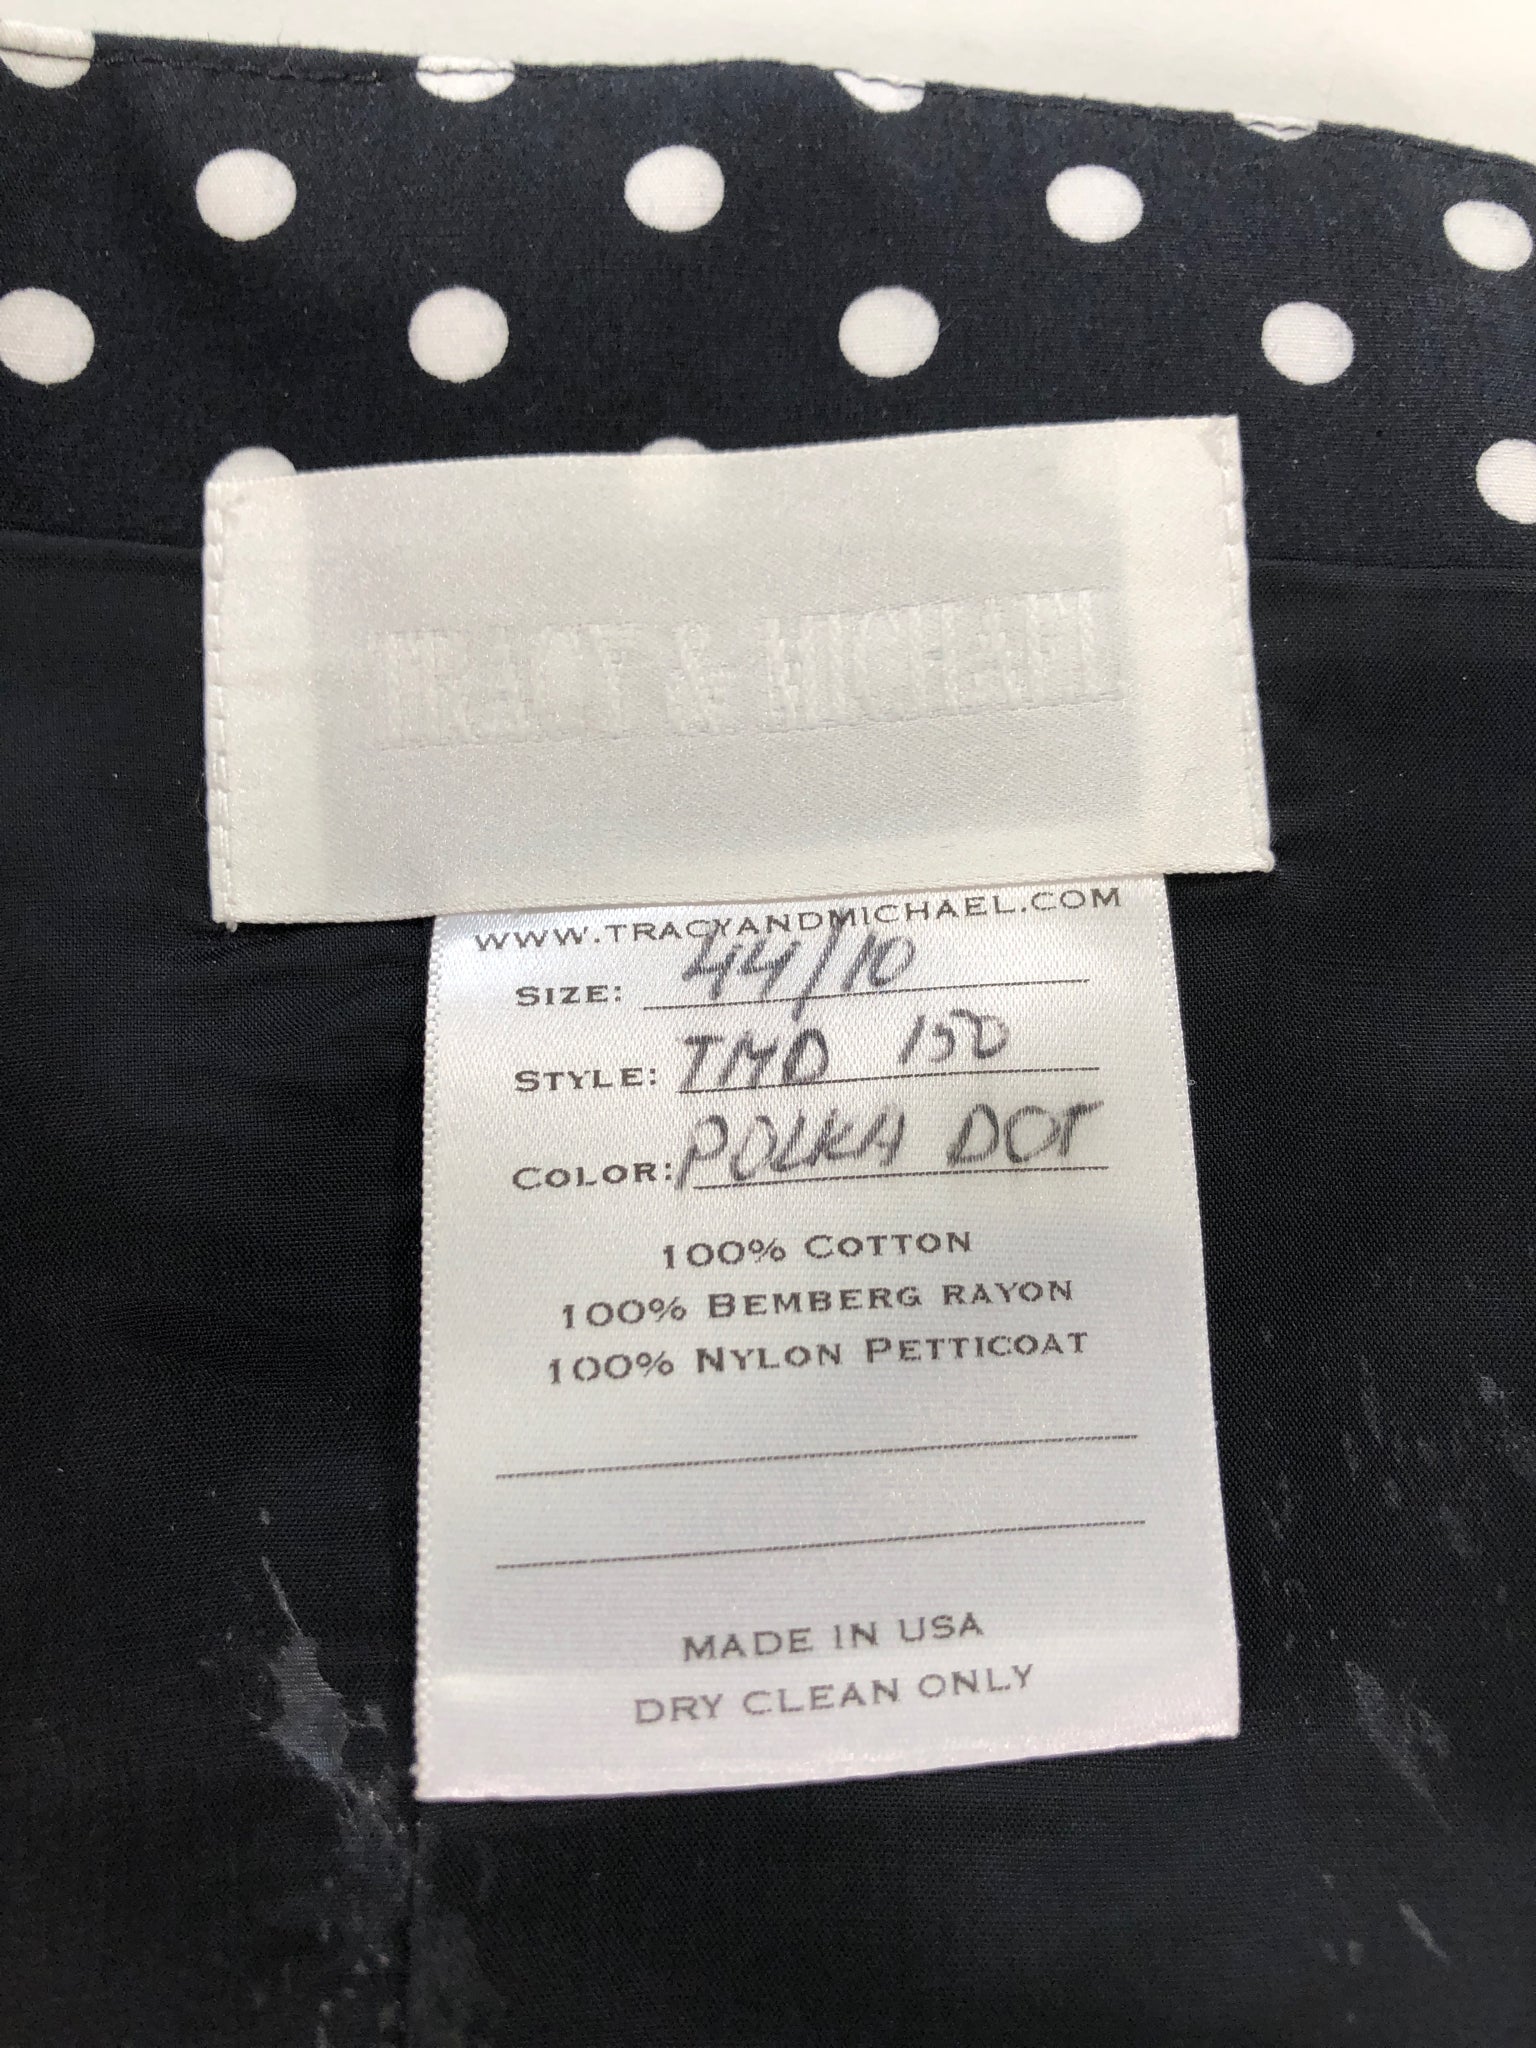 TRACY & MICHAEL
WWW.TRACYANDMICHAEL.COM
SIZE: 44/10
STYLE: TMD 150
COLOR: POLKA DOT
100% COTTON
100% BEMBERG RAYON
100% NYLON PETTICOAT
MADE IN USA
DRY CLEAN ONLY